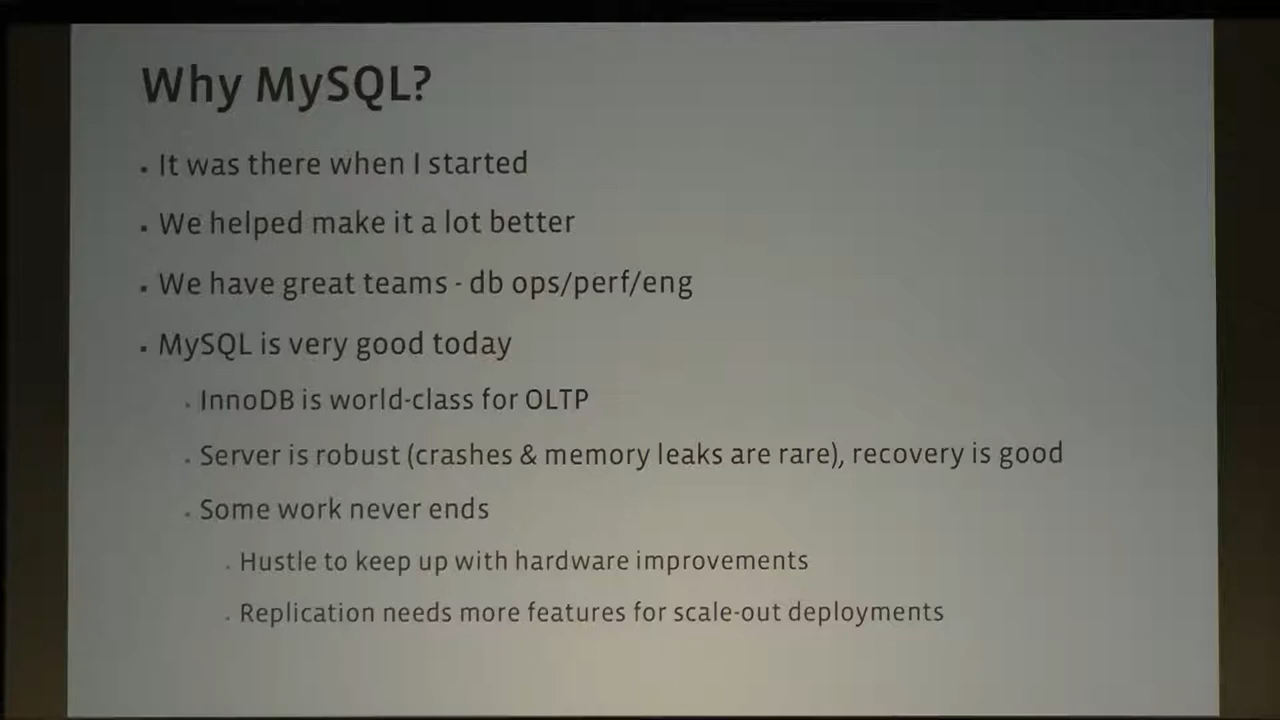 Why MySQL?
It was there when I started
We helped make it a lot better
We have great teams - db ops/perf/eng
MySQL is very good today
InnoDB is world-class for OLTP
Server is robust (crashes & memory leaks are rare), recovery is good
Some work never ends
Hustle to keep up with hardware improvements
Replication needs more features for scale-out deployments